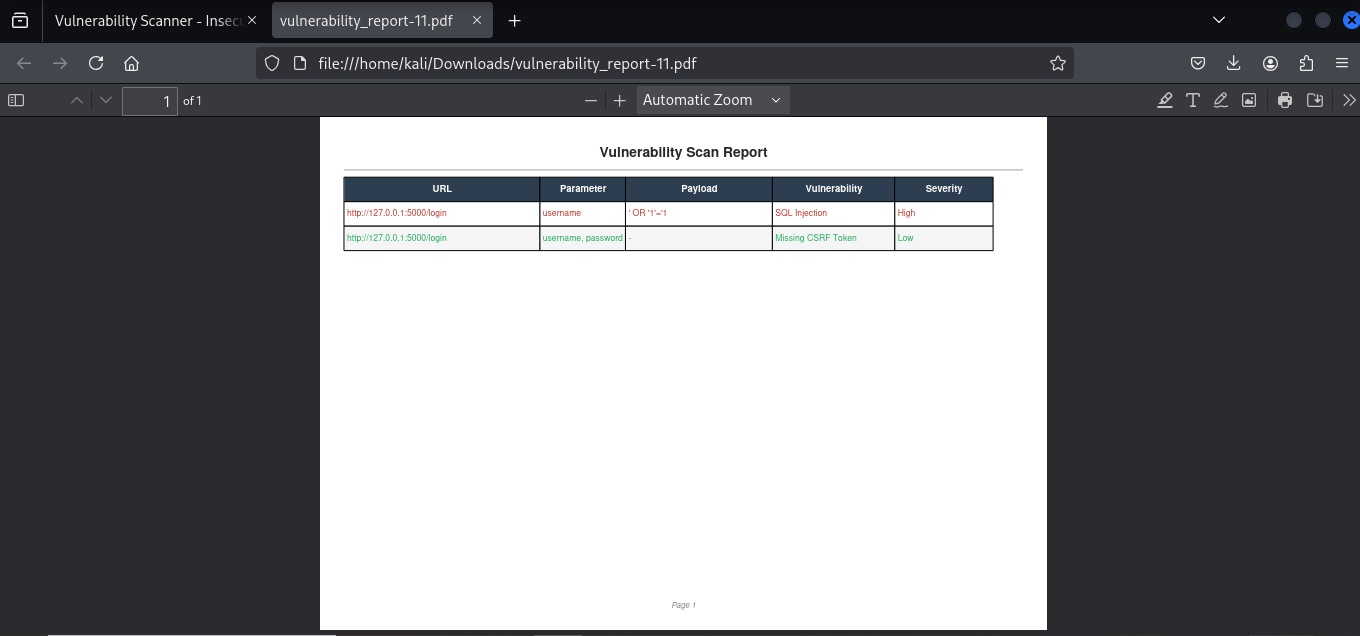 Vulnerability Scanner - Insec
vulnerability_report-11.pdf
file:///home/kali/Downloads/vulnerability_report-11.pdf
1 of 1
Automatic Zoom
Vulnerability Scan Report
URL Parameter Payload Vulnerability Severity
http://127.0.0.1:5000/login username ' OR '1'='1 SQL Injection High
http://127.0.0.1:5000/login username, password - Missing CSRF Token Low
Page 1